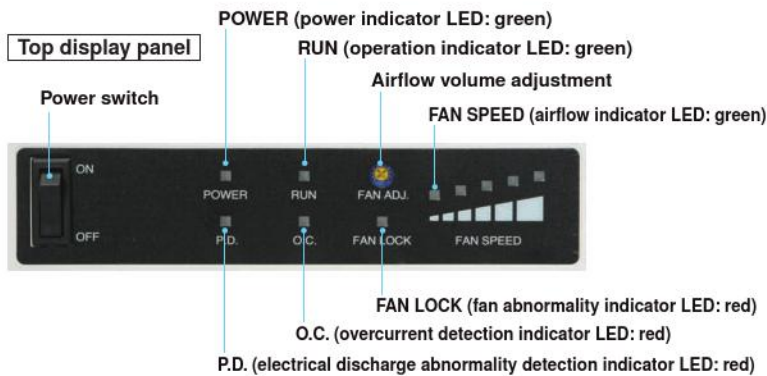 POWER (power indicator LED: green)
Top display panel
RUN (operation indicator LED: green)
Airflow volume adjustment
Power switch
FAN SPEED (airflow indicator LED: green)
ON
POWER
RUN
FAN ADJ.
OFF
P.D.
O.C.
FAN LOCK
FAN SPEED
FAN LOCK (fan abnormality indicator LED: red)
O.C. (overcurrent detection indicator LED: red)
P.D. (electrical discharge abnormality detection indicator LED: red)